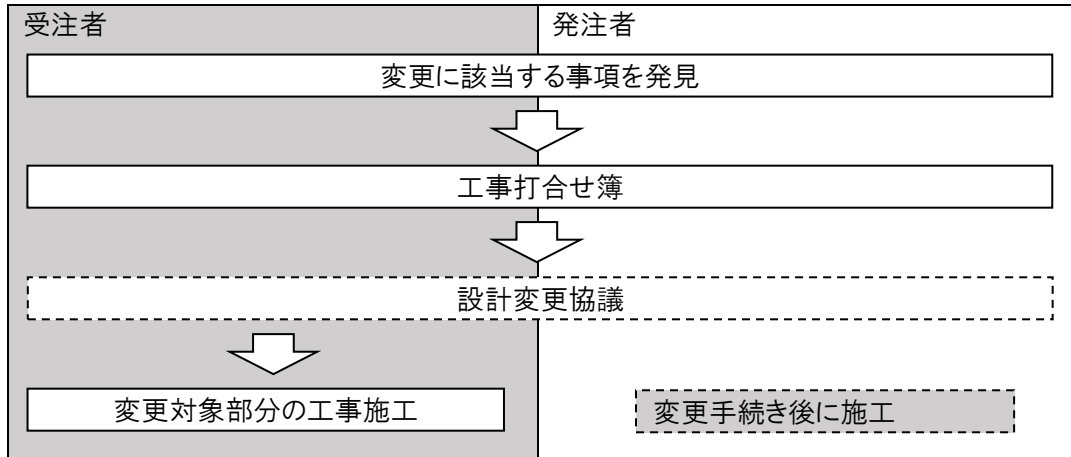 受注者
発注者
変更に該当する事項を発見
工事打合せ簿
設計変更協議
変更対象部分の工事施工
変更手続き後に施工